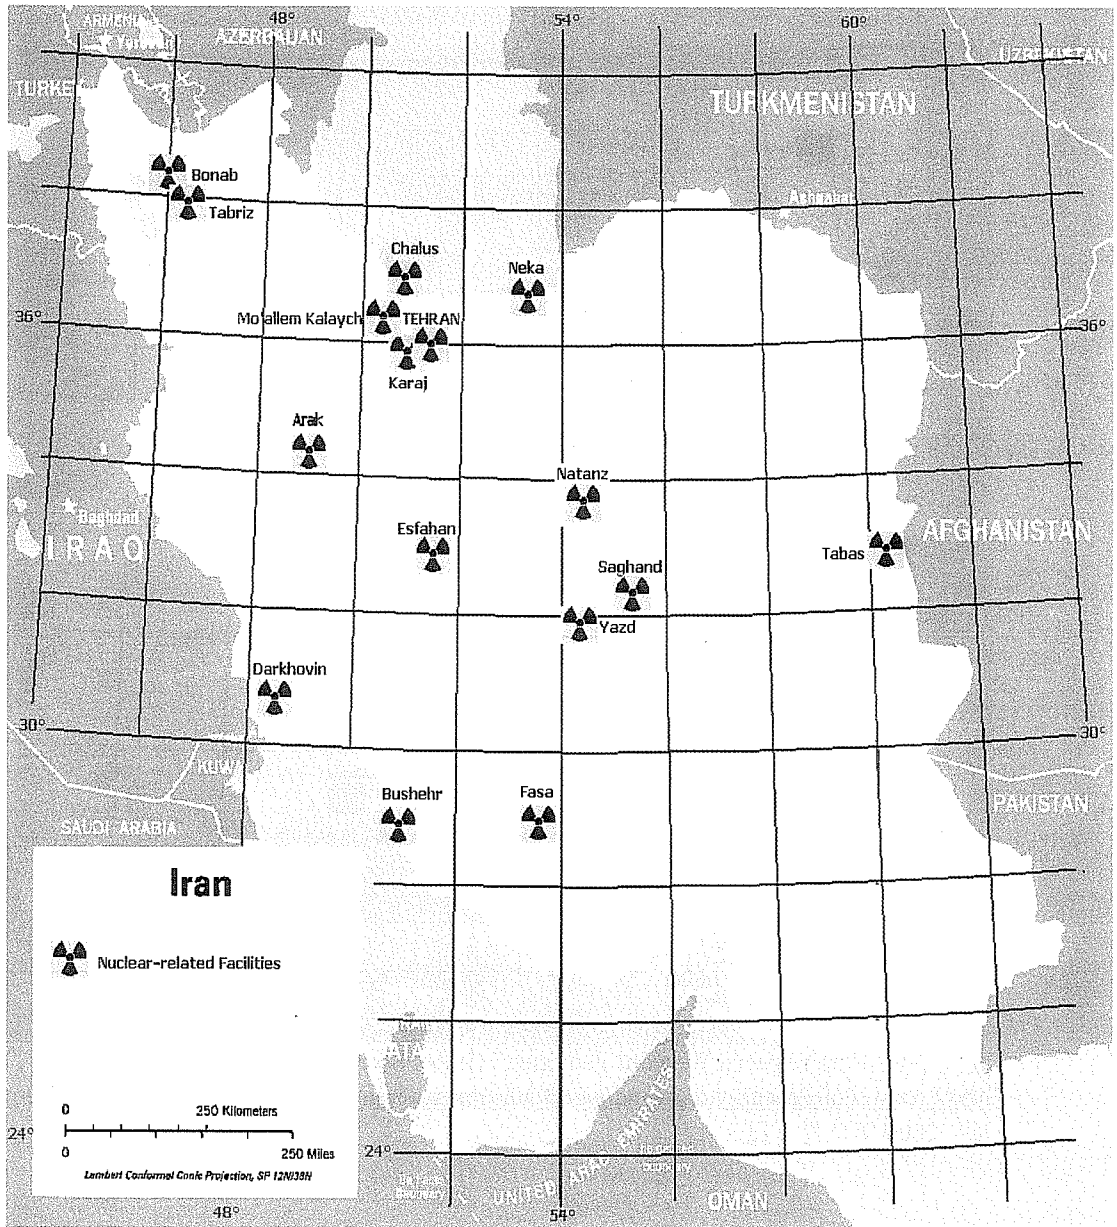 48°
54°
60°
ARMENIA
Yerevan
AZERBAIJAN
UZBEKISTAN
TURKEY
TURKMENISTAN
Bonab
Tabriz
Ashgabat
Chalus
Neka
Mo'allem Kalaych
TEHRAN
36°
36°
Karaj
Arak
Natanz
Baghdad
IRAQ
Esfahan
Tabas
AFGHANISTAN
Saghand
Yazd
Darkhovin
30°
30°
KUW
Bushehr
Fasa
PAKISTAN
SAUDI ARABIA
Iran
Nuclear-related Facilities
0
250 Kilometers
0
250 Miles
Lambert Conformal Conic Projection, SP 12N/38N
24°
24°
UNITED ARAB EMIRATES
OMAN
48°
54°